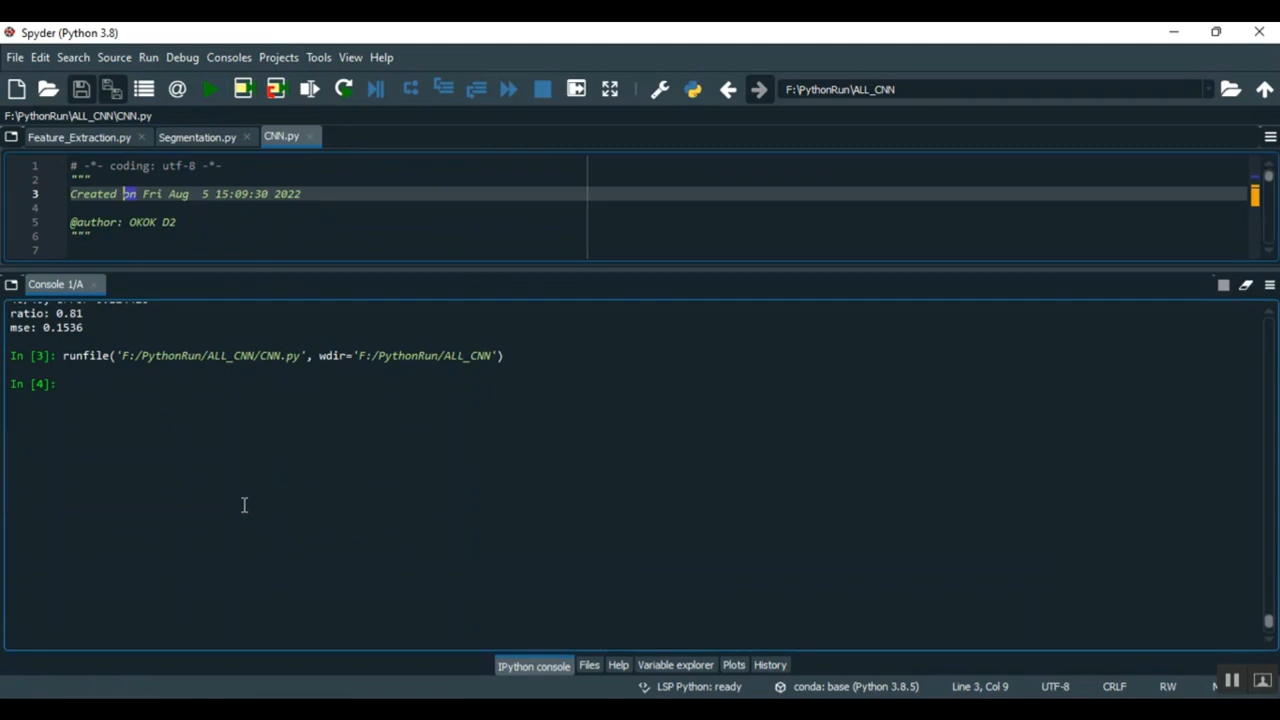 Spyder (Python 3.8)
File Edit Search Source Run Debug Consoles Projects Tools View Help
F:\PythonRun\ALL_CNN
F:\PythonRun\ALL_CNN\CNN.py
Feature_Extraction.py Segmentation.py CNN.py
1 # -*- coding: utf-8 -*-
2 """
3 Created on Fri Aug  5 15:09:30 2022
4
5 @author: OKOK D2
6 """
7
Console 1/A
ratio: 0.81
mse: 0.1536
In [3]: runfile('F:/PythonRun/ALL_CNN/CNN.py', wdir='F:/PythonRun/ALL_CNN')
In [4]:
IPython console Files Help Variable explorer Plots History
LSP Python: ready conda: base (Python 3.8.5) Line 3, Col 9 UTF-8 CRLF RW